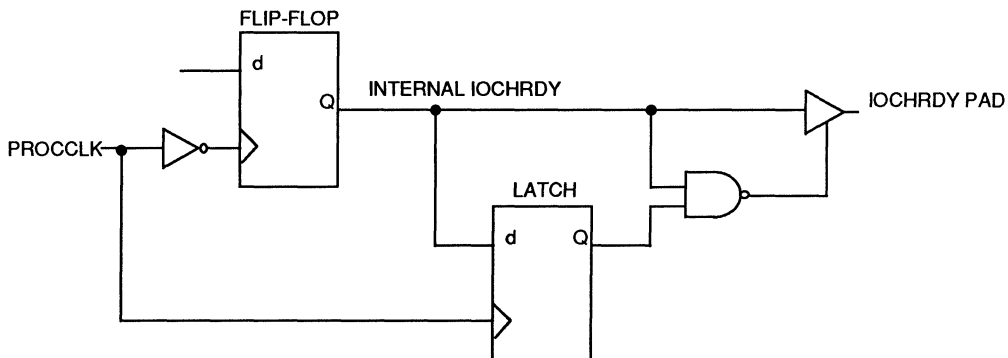 FLIP-FLOP
d
Q
INTERNAL IOCHRDY
IOCHRDY PAD
PROCCLK
LATCH
d
Q